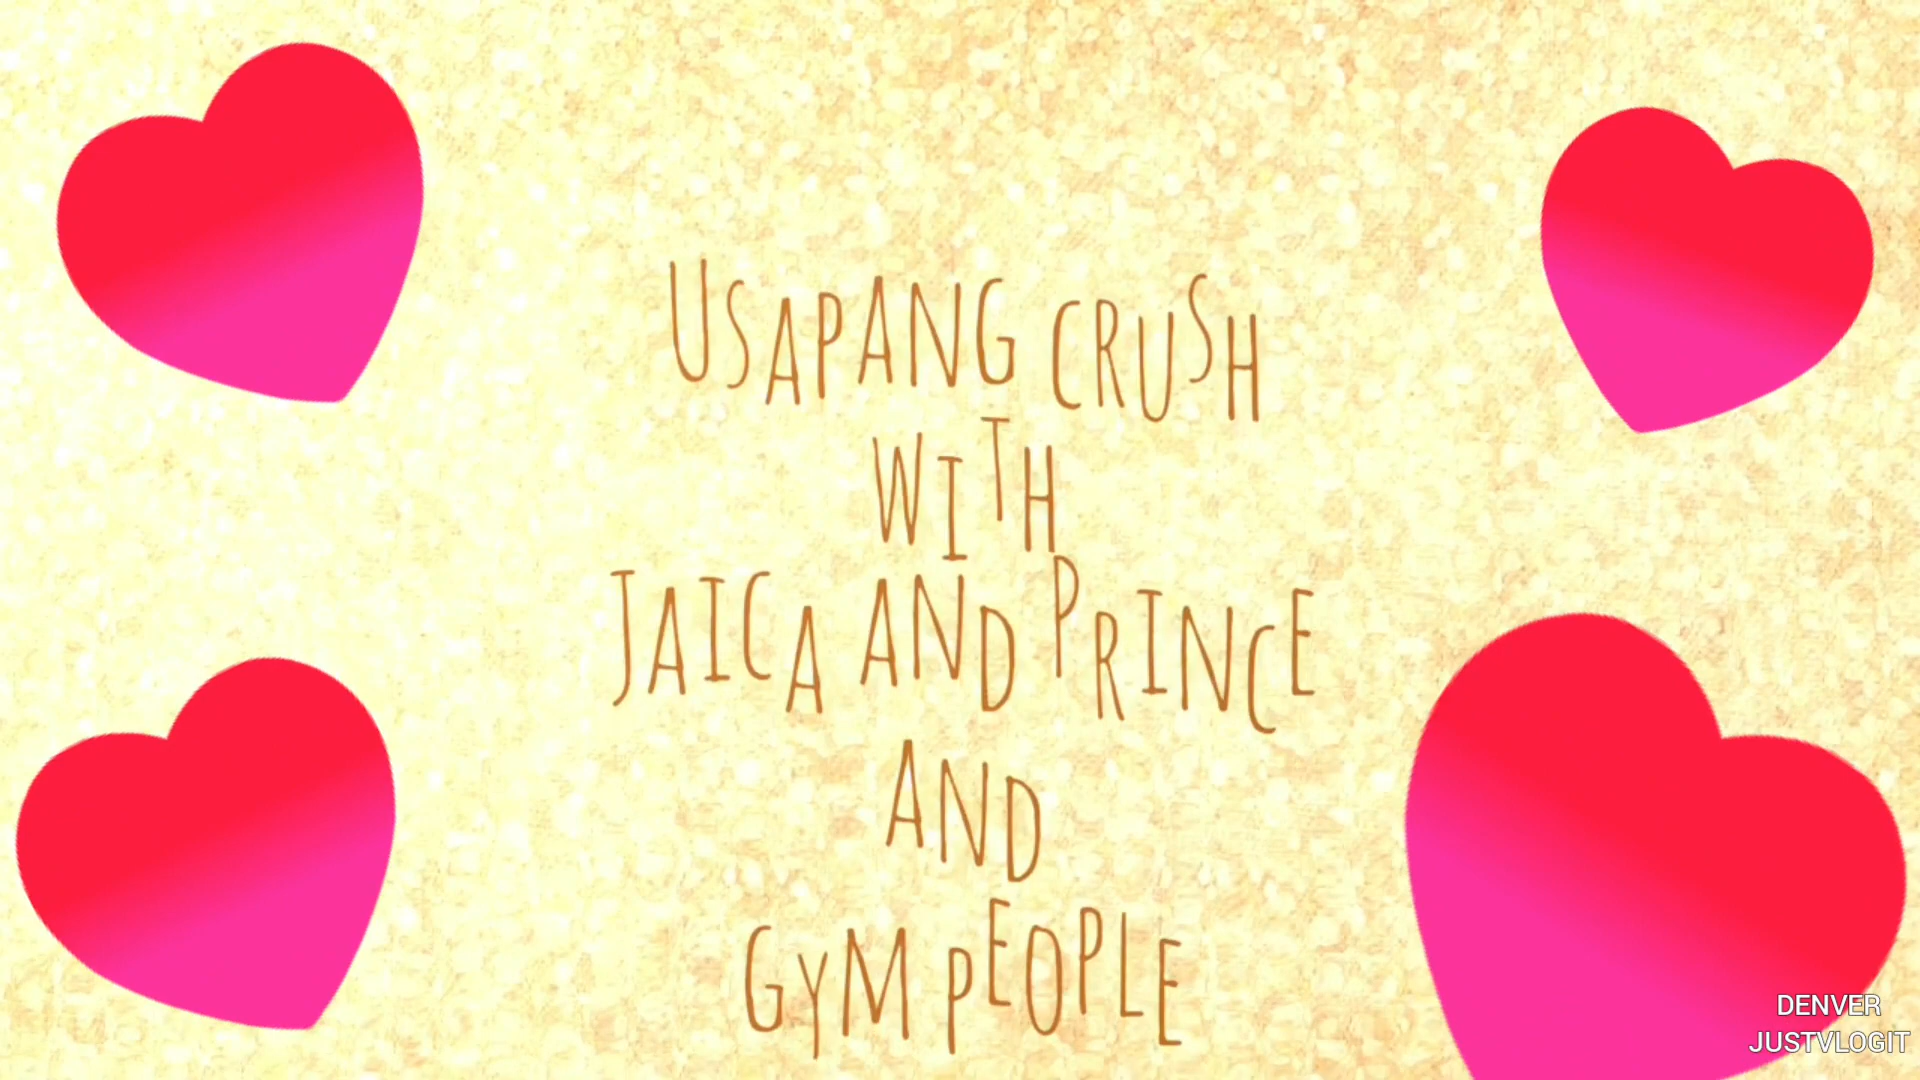 USAPANG CRUSH
WITH
JAICA AND PRINCE
AND
GYM PEOPLE
DENVER
JUSTVLOGIT